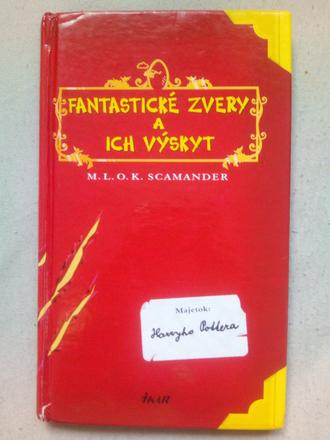 FANTASTICKÉ ZVERY
A
ICH VÝSKYT
M. L. O. K. SCAMANDER
Majetok:
Harryho Pottera
IKAR